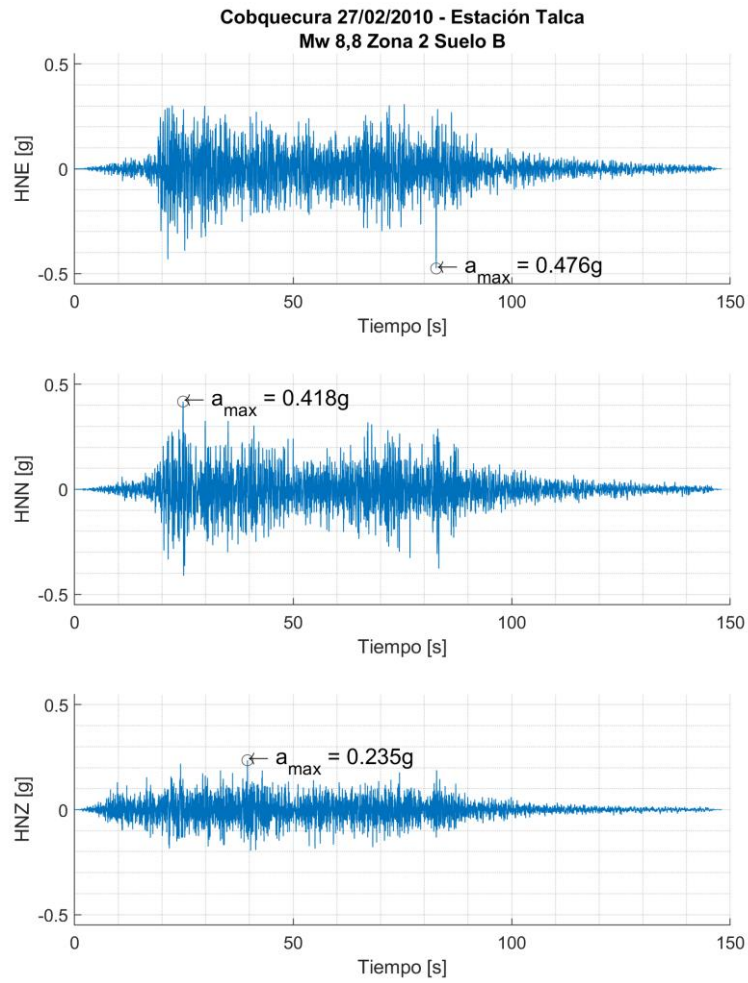 Cobquecura 27/02/2010 - Estación Talca
Mw 8,8 Zona 2 Suelo B
0.5
0
-0.5
HNE [g]
← a_max = 0.476g
0 50 100 150
Tiempo [s]
0.5
0
-0.5
HNN [g]
← a_max = 0.418g
0 50 100 150
Tiempo [s]
0.5
0
-0.5
HNZ [g]
← a_max = 0.235g
0 50 100 150
Tiempo [s]